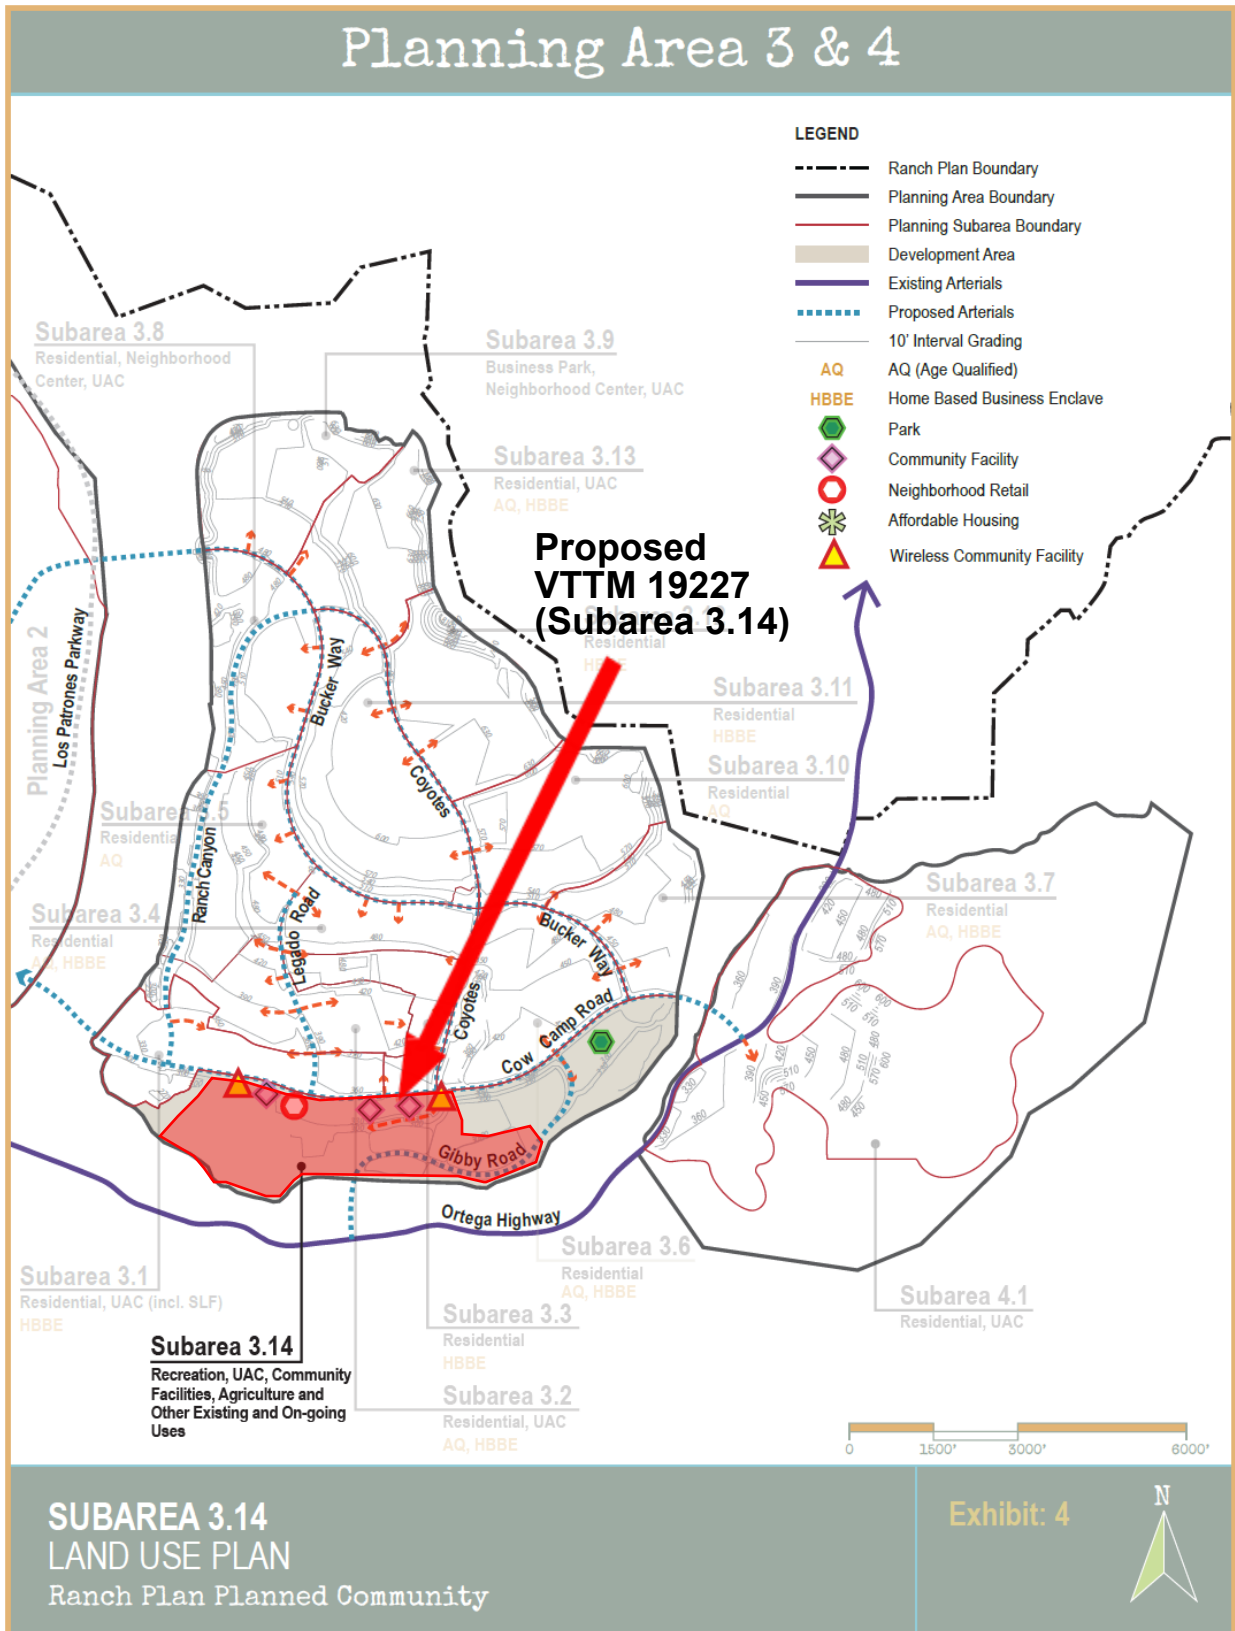 Planning Area 3 & 4
LEGEND
Ranch Plan Boundary
Planning Area Boundary
Planning Subarea Boundary
Development Area
Existing Arterials
Proposed Arterials
10' Interval Grading
AQ AQ (Age Qualified)
HBBE Home Based Business Enclave
Park
Community Facility
Neighborhood Retail
Affordable Housing
Wireless Community Facility
Subarea 3.8
Residential, Neighborhood
Center, UAC
Subarea 3.9
Business Park,
Neighborhood Center, UAC
Subarea 3.13
Residential, UAC
AQ, HBBE
Proposed
VTTM 19227
(Subarea 3.14)
Residential
Subarea 3.11
Residential
HBBE
Subarea 3.10
Residential
AQ
Planning Area 2
Los Patrones Parkway
Bucker Way
Coyotes
Residential
AQ
Ranch Canyon
Legado Road
Subarea 3.4
Residential
AQ, HBBE
Subarea 3.7
Residential
AQ, HBBE
Bucker Way
Coyotes
Cow Camp Road
Gibby Road
Ortega Highway
Subarea 3.6
Residential
AQ, HBBE
Subarea 3.1
Residential, UAC (incl. SLF)
HBBE
Subarea 3.3
Residential
HBBE
Subarea 4.1
Residential, UAC
Subarea 3.14
Recreation, UAC, Community
Facilities, Agriculture and
Other Existing and On-going
Uses
Subarea 3.2
Residential, UAC
AQ, HBBE
0 1500' 3000' 6000'
SUBAREA 3.14
LAND USE PLAN
Ranch Plan Planned Community
Exhibit: 4
N